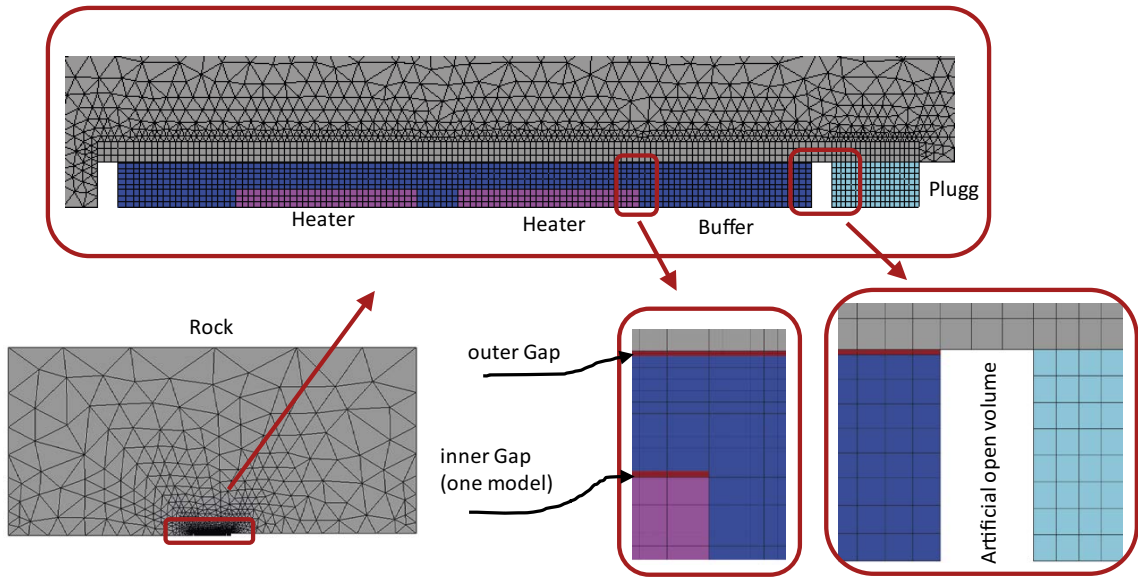 Plugg
Heater
Heater
Buffer
Rock
outer Gap
inner Gap
(one model)
Artificial open volume